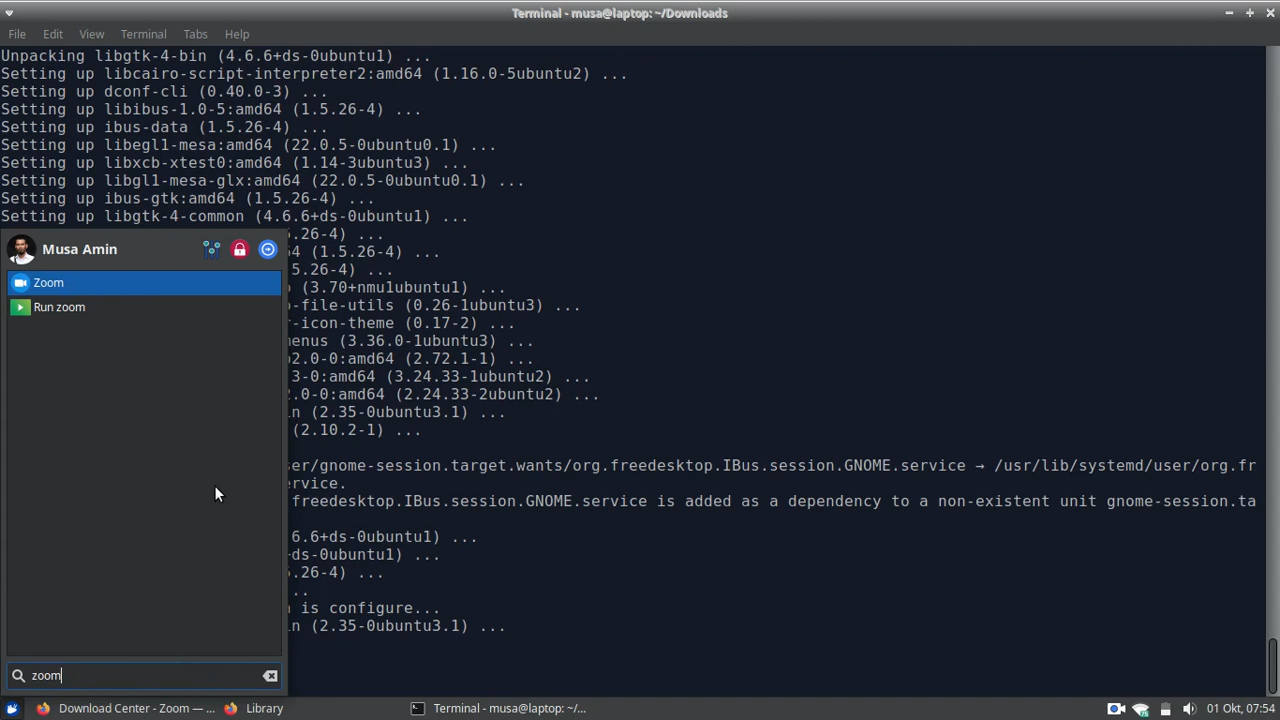 Terminal - musa@laptop: ~/Downloads
File Edit View Terminal Tabs Help
Unpacking libgtk-4-bin (4.6.6+ds-0ubuntu1) ...
Setting up libcairo-script-interpreter2:amd64 (1.16.0-5ubuntu2) ...
Setting up dconf-cli (0.40.0-3) ...
Setting up libibus-1.0-5:amd64 (1.5.26-4) ...
Setting up ibus-data (1.5.26-4) ...
Setting up libegl1-mesa:amd64 (22.0.5-0ubuntu0.1) ...
Setting up libxcb-xtest0:amd64 (1.14-3ubuntu3) ...
Setting up libgl1-mesa-glx:amd64 (22.0.5-0ubuntu0.1) ...
Setting up ibus-gtk:amd64 (1.5.26-4) ...
Setting up libgtk-4-common (4.6.6+ds-0ubuntu1) ...
.26-4) ...
4 (1.5.26-4) ...
.5.26-4) ...
(3.70+nmu1ubuntu1) ...
-file-utils (0.26-1ubuntu3) ...
r-icon-theme (0.17-2) ...
menus (3.36.0-1ubuntu3) ...
2.0-0:amd64 (2.72.1-1) ...
3-0:amd64 (3.24.33-1ubuntu2) ...
.0-0:amd64 (2.24.33-2ubuntu2) ...
n (2.35-0ubuntu3.1) ...
(2.10.2-1) ...
ser/gnome-session.target.wants/org.freedesktop.IBus.session.GNOME.service → /usr/lib/systemd/user/org.fr
ervice.
freedesktop.IBus.session.GNOME.service is added as a dependency to a non-existent unit gnome-session.ta
6.6+ds-0ubuntu1) ...
ds-0ubuntu1) ...
.26-4) ...
..
is configure...
n (2.35-0ubuntu3.1) ...
Musa Amin
Zoom
Run zoom
zoom
Download Center - Zoom — ... Library Terminal - musa@laptop: ~/... 01 Okt, 07:54